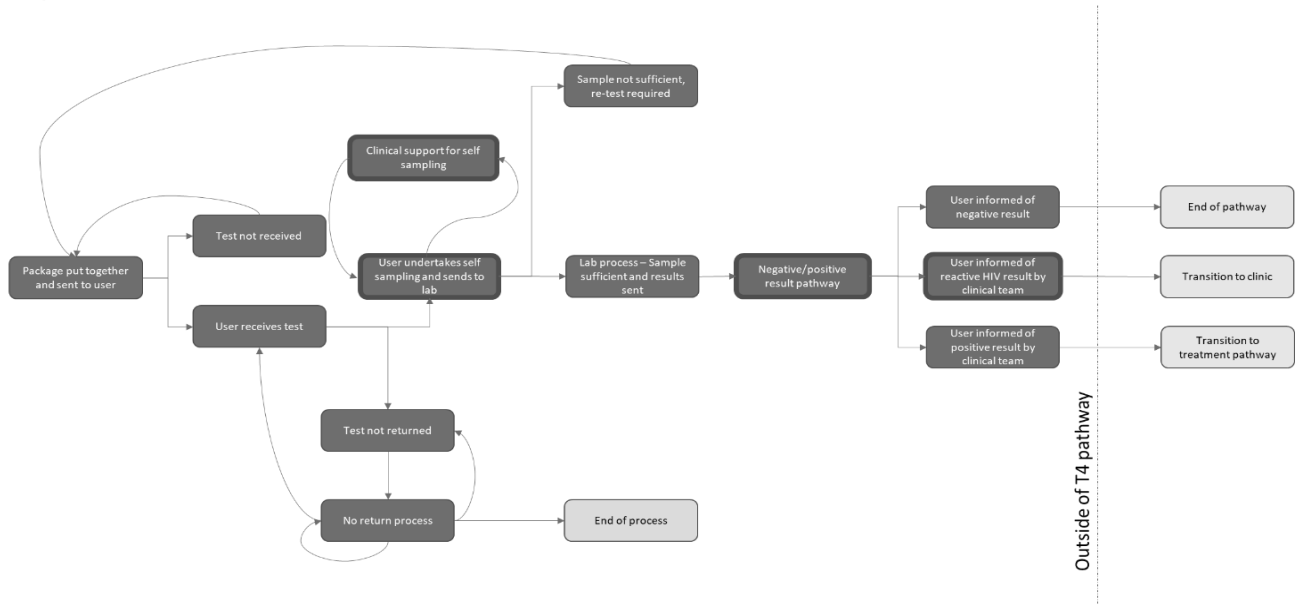 Sample not sufficient,
re-test required
Clinical support for self
sampling
Test not received
Package put together
and sent to user
User undertakes self
sampling and sends to
lab
Lab process – Sample
sufficient and results
sent
Negative/positive
result pathway
User informed of
negative result
End of pathway
User informed of
reactive HIV result by
clinical team
Transition to clinic
User receives test
User informed of
positive result by
clinical team
Transition to
treatment pathway
Test not returned
No return process
End of process
Outside of T4 pathway